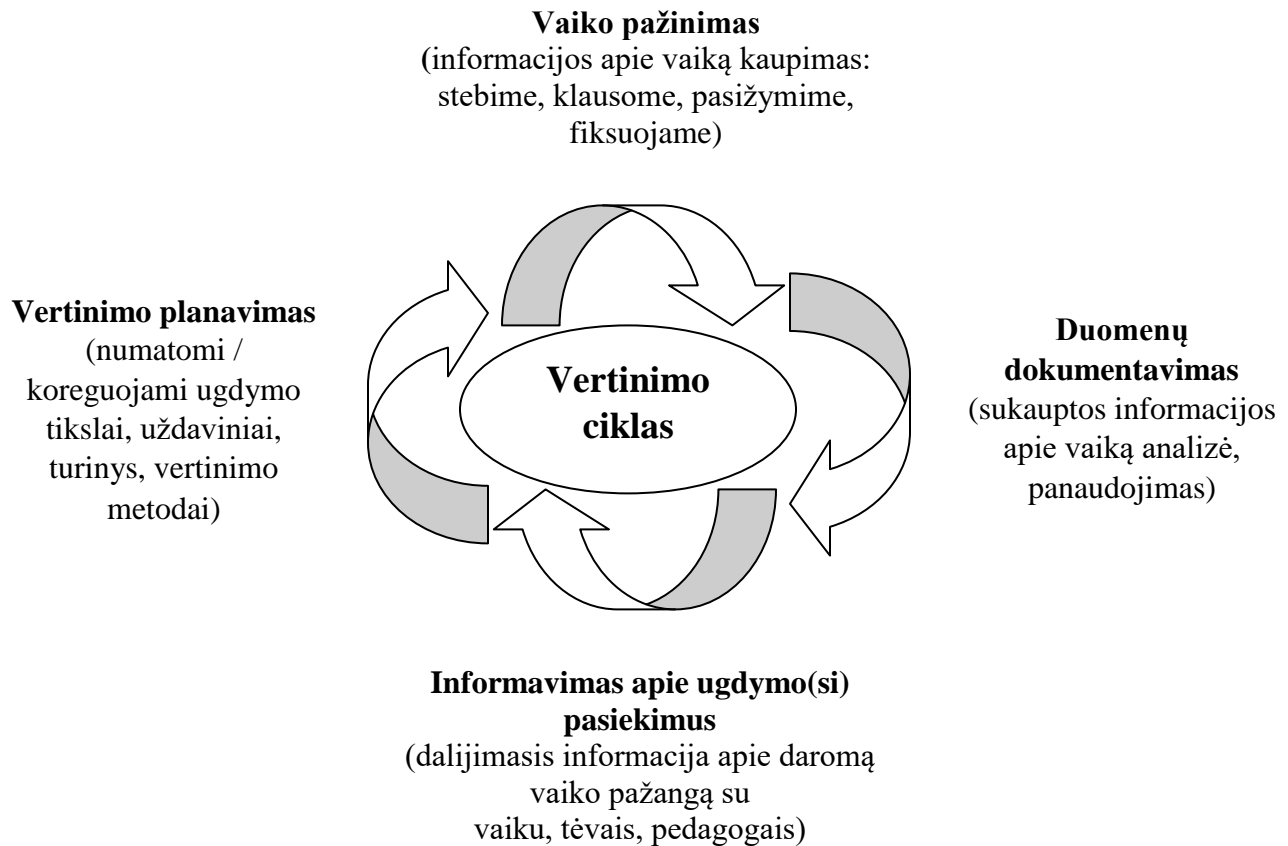 Vaiko pažinimas
(informacijos apie vaiką kaupimas:
stebime, klausome, pasižymime,
fiksuojame)
Vertinimo planavimas
(numatomi /
koreguojami ugdymo
tikslai, uždaviniai,
turinys, vertinimo
metodai)
Vertinimo
ciklas
Duomenų
dokumentavimas
(sukauptos informacijos
apie vaiką analizė,
panaudojimas)
Informavimas apie ugdymo(si)
pasiekimus
(dalijimasis informacija apie daromą
vaiko pažangą su
vaiku, tėvais, pedagogais)